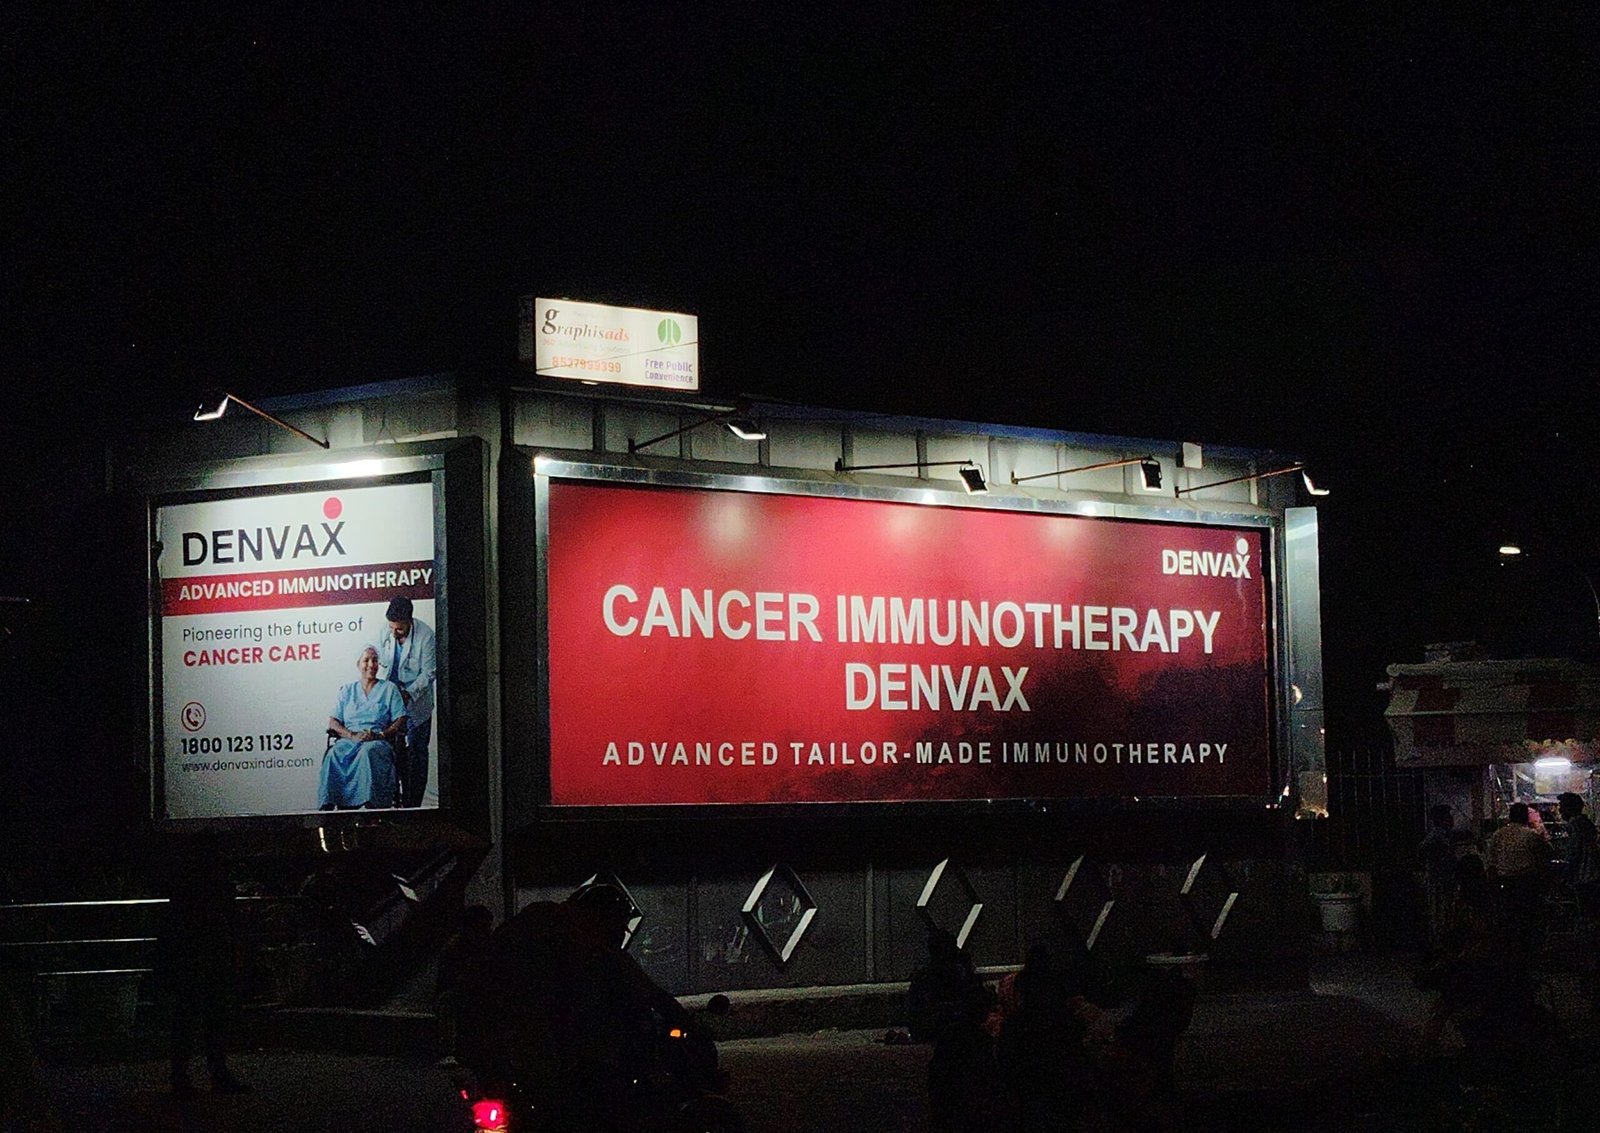 graphisads
8527999399
Free Public
Convenience
DENVAX
ADVANCED IMMUNOTHERAPY
Pioneering the future of
CANCER CARE
1800 123 1132
www.denvaxindia.com
DENVAX
CANCER IMMUNOTHERAPY
DENVAX
ADVANCED TAILOR-MADE IMMUNOTHERAPY